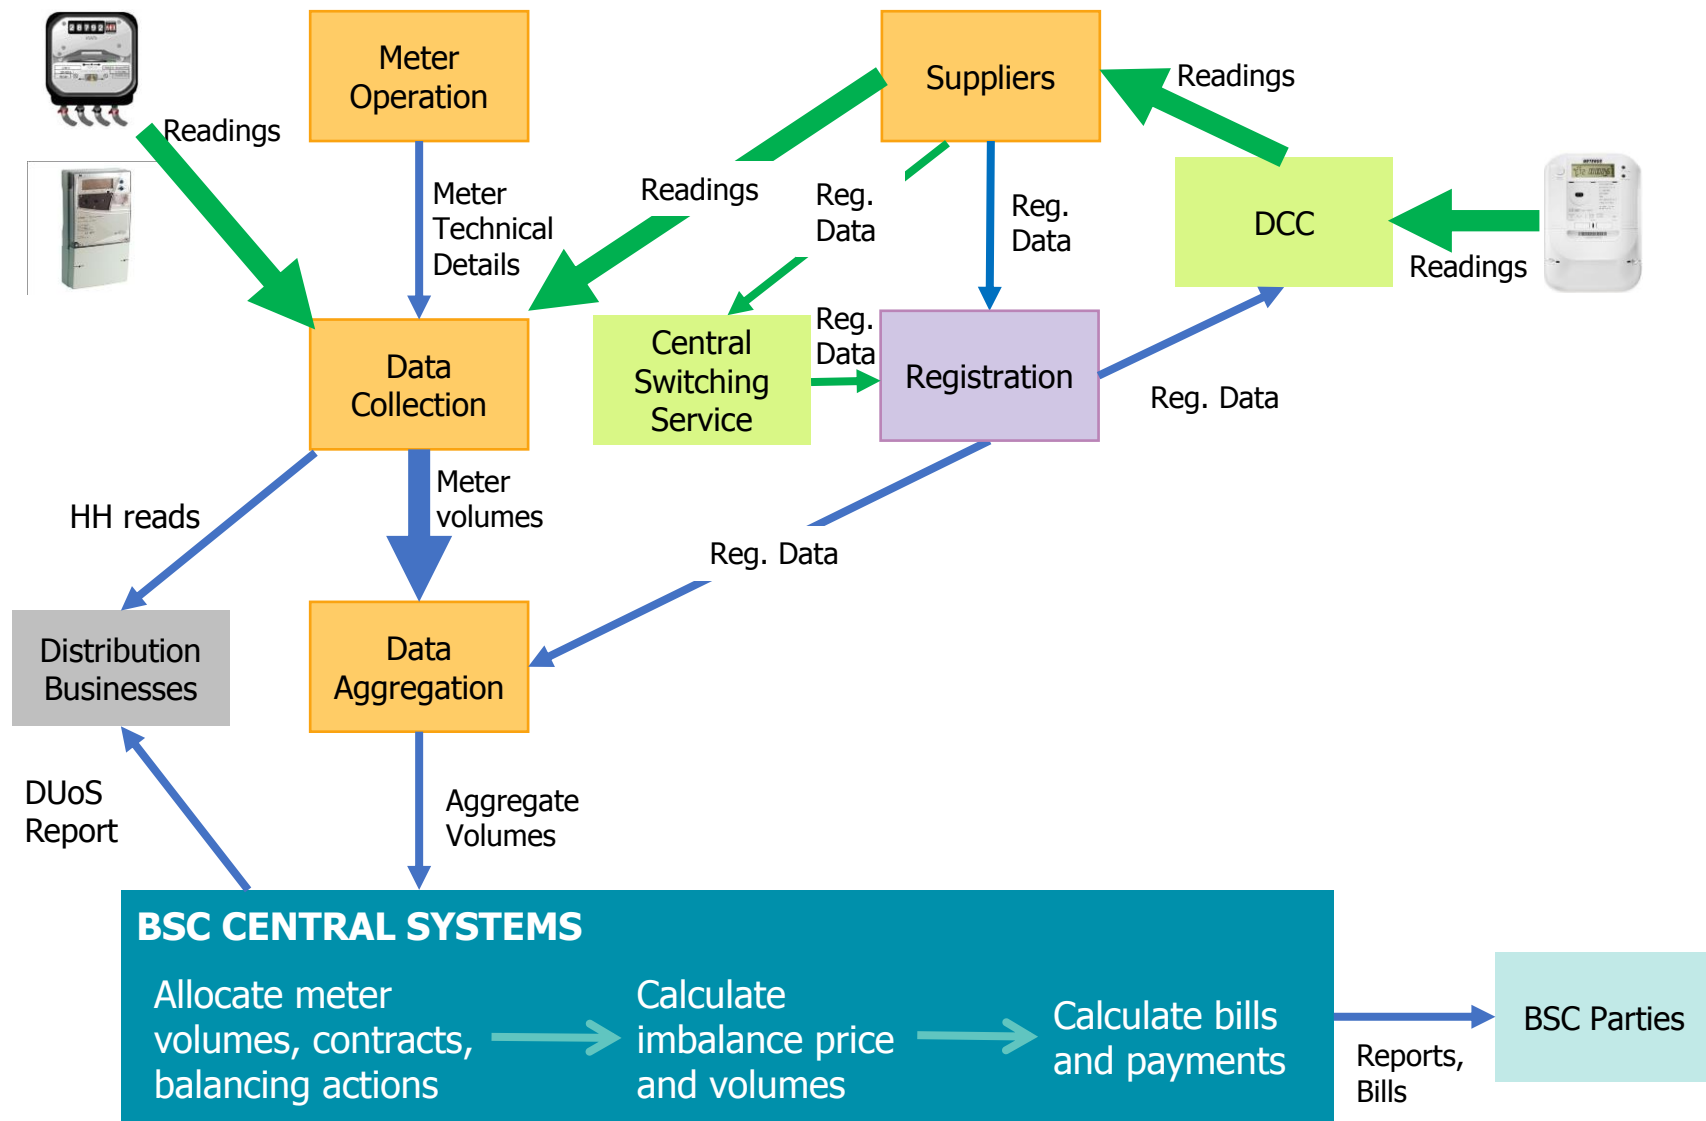 Meter
Operation
Suppliers
Readings
Readings
Meter
Technical
Details
Readings
Reg.
Data
Reg.
Data
DCC
Readings
Data
Collection
Central
Switching
Service
Reg.
Data
Registration
Reg. Data
HH reads
Meter
volumes
Reg. Data
Distribution
Businesses
Data
Aggregation
DUoS
Report
Aggregate
Volumes
BSC CENTRAL SYSTEMS
Allocate meter
volumes, contracts,
balancing actions
Calculate
imbalance price
and volumes
Calculate bills
and payments
Reports,
Bills
BSC Parties